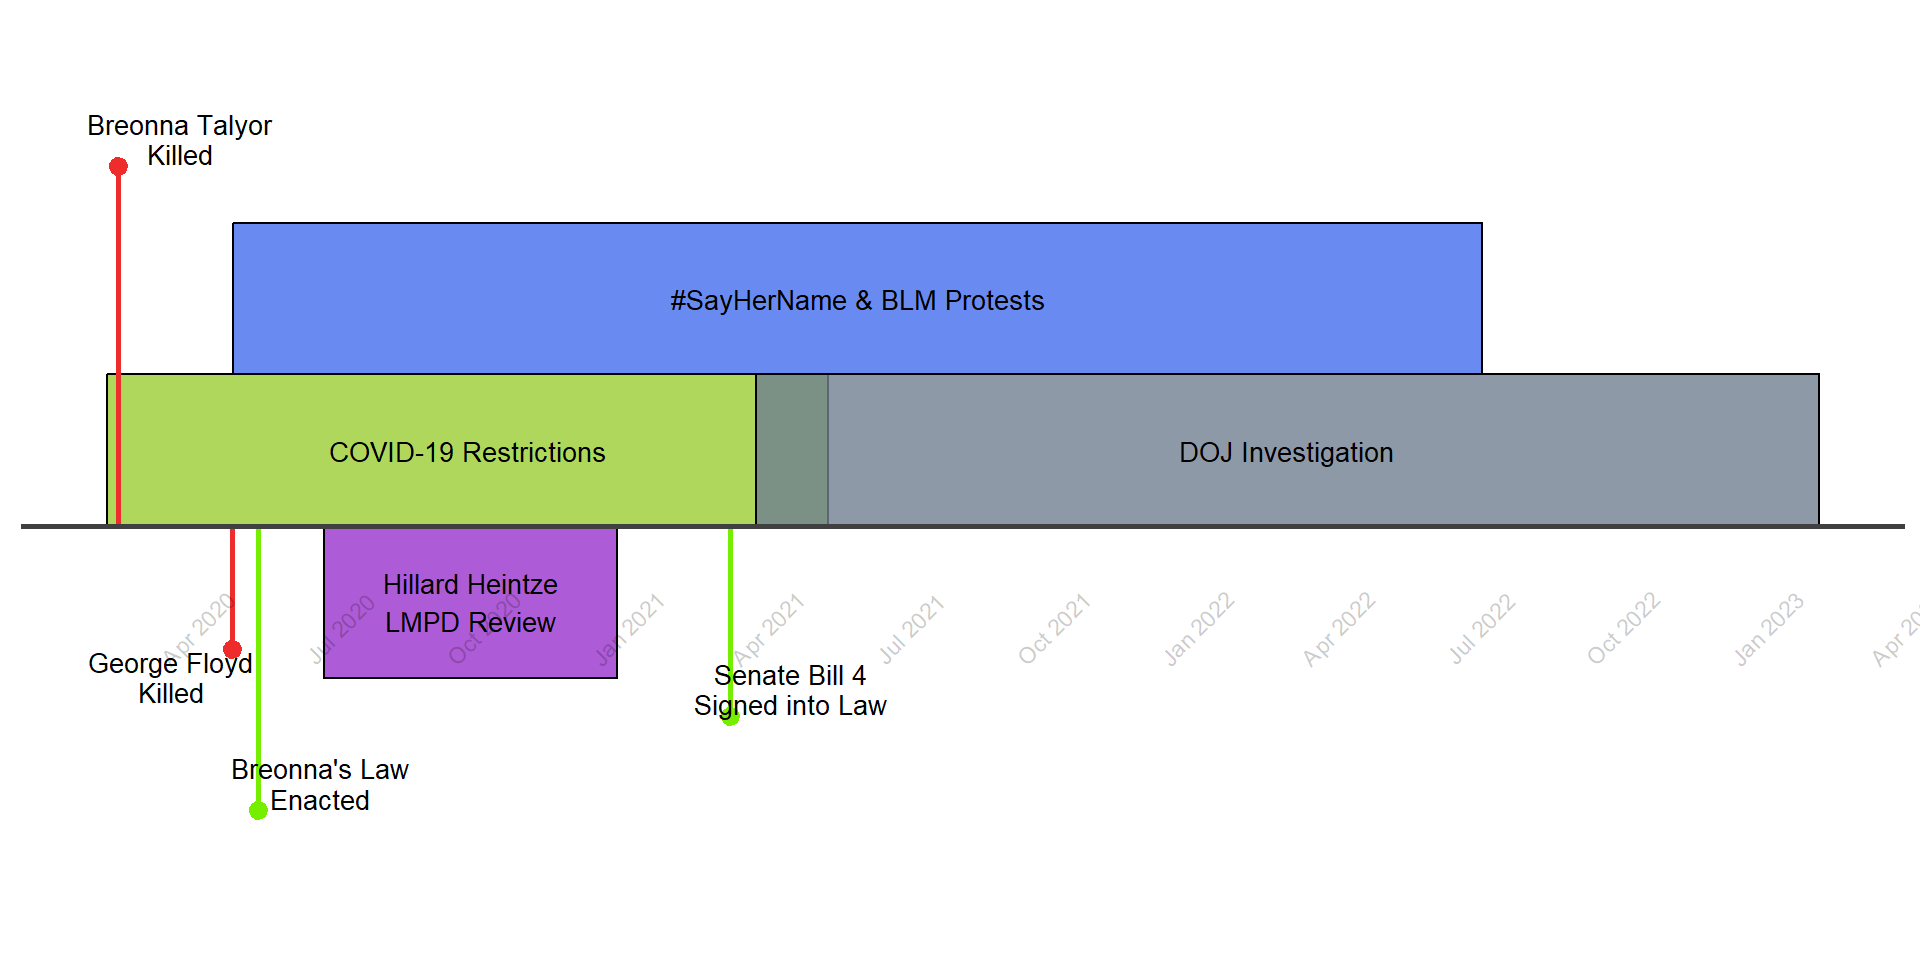 Breonna Talyor
Killed
#SayHerName & BLM Protests
COVID-19 Restrictions
DOJ Investigation
Hillard Heintze
LMPD Review
Apr 2020
Jul 2020
Oct 2020
Jan 2021
Apr 2021
Jul 2021
Oct 2021
Jan 2022
Apr 2022
Jul 2022
Oct 2022
Jan 2023
Apr 20
George Floyd
Killed
Senate Bill 4
Signed into Law
Breonna's Law
Enacted